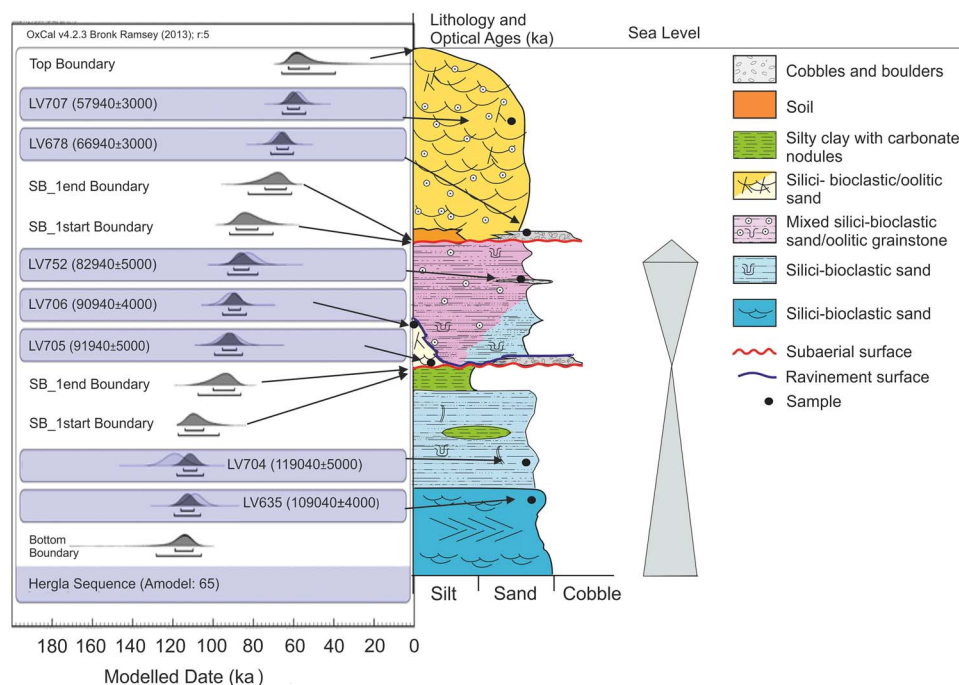 OxCal v4.2.3 Bronk Ramsey (2013); r:5
Top Boundary
LV707 (57940±3000)
LV678 (66940±3000)
SB_1end Boundary
SB_1start Boundary
LV752 (82940±5000)
LV706 (90940±4000)
LV705 (91940±5000)
SB_1end Boundary
SB_1start Boundary
LV704 (119040±5000)
LV635 (109040±4000)
Bottom
Boundary
Hergla Sequence (Amodel: 65)
180 160 140 120 100 80 60 40 20 0
Modelled Date (ka)
Lithology and
Optical Ages (ka)
Silt Sand Cobble
Sea Level
Cobbles and boulders
Soil
Silty clay with carbonate
nodules
Silici- bioclastic/oolitic
sand
Mixed silici-bioclastic
sand/oolitic grainstone
Silici-bioclastic sand
Silici-bioclastic sand
Subaerial surface
Ravinement surface
Sample